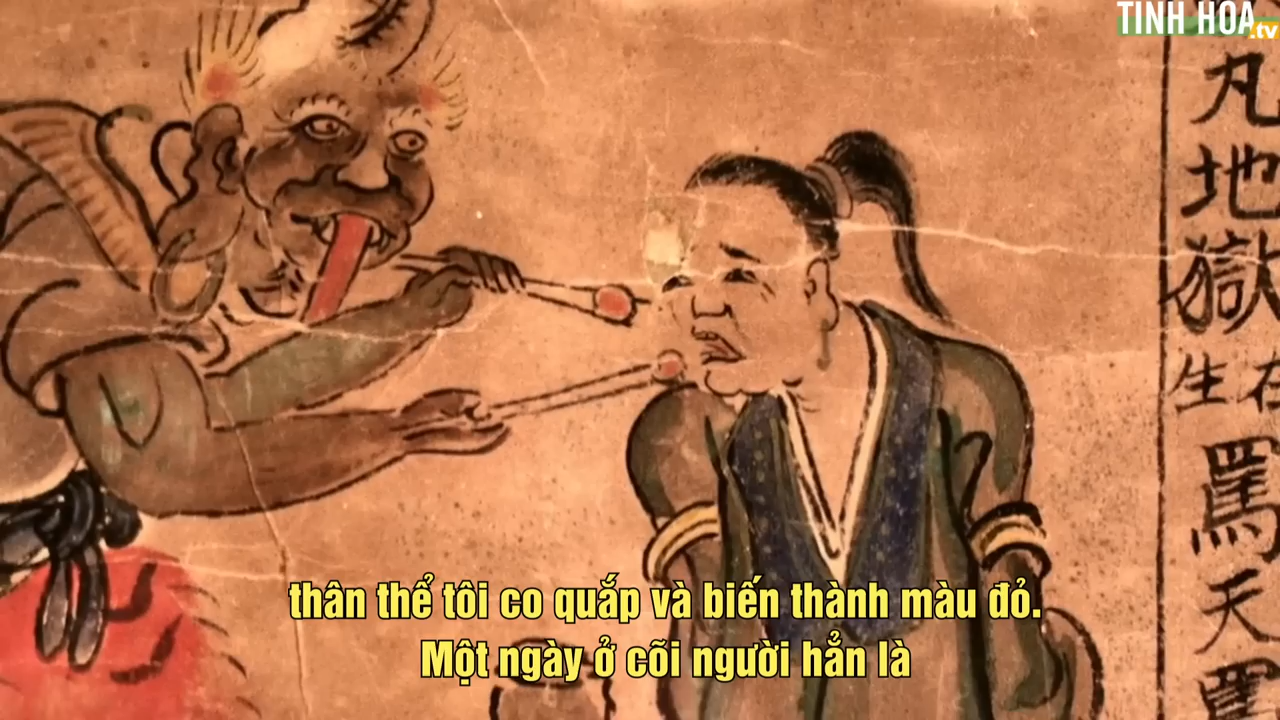 TINH HOA
.tv
丸地獄
生在
罵天罵
thân thể tôi co quắp và biến thành màu đỏ.
Một ngày ở cõi người hẳn là